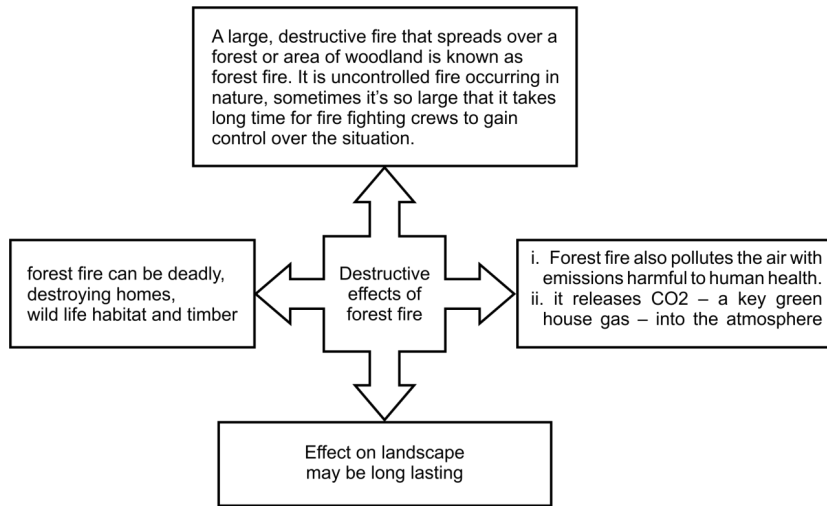 A large, destructive fire that spreads over a
forest or area of woodland is known as
forest fire. It is uncontrolled fire occurring in
nature, sometimes it's so large that it takes
long time for fire fighting crews to gain
control over the situation.
forest fire can be deadly,
destroying homes,
wild life habitat and timber
Destructive
effects of
forest fire
i. Forest fire also pollutes the air with
emissions harmful to human health.
ii. it releases CO2 – a key green
house gas – into the atmosphere
Effect on landscape
may be long lasting